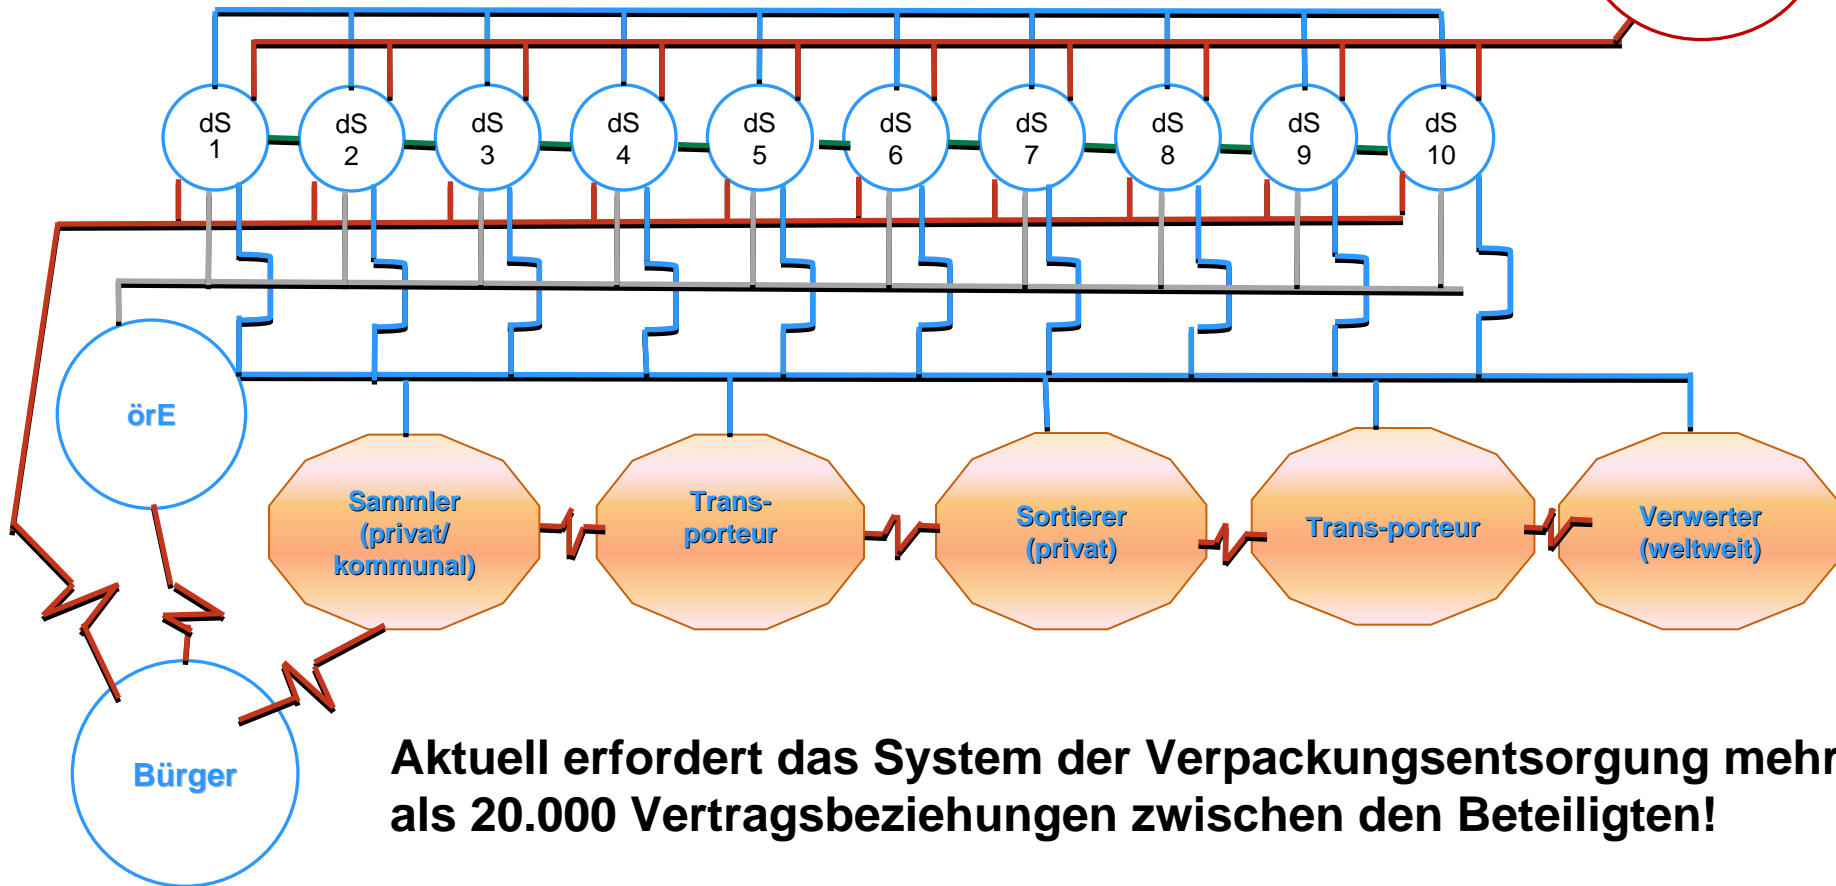 dS
1
dS
2
dS
3
dS
4
dS
5
dS
6
dS
7
dS
8
dS
9
dS
10
örE
Sammler
(privat/
kommunal)
Trans-
porteur
Sortierer
(privat)
Trans-porteur
Verwerter
(weltweit)
Bürger
Aktuell erfordert das System der Verpackungsentsorgung mehr
als 20.000 Vertragsbeziehungen zwischen den Beteiligten!